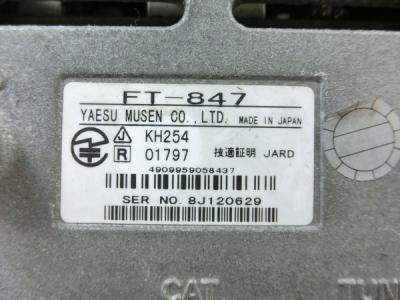 FT-847
YAESU MUSEN CO.,LTD. MADE IN JAPAN
J KH254
R 01797 技適証明 JARD
4909959058437
SER NO. 8J120629
CAT TUN